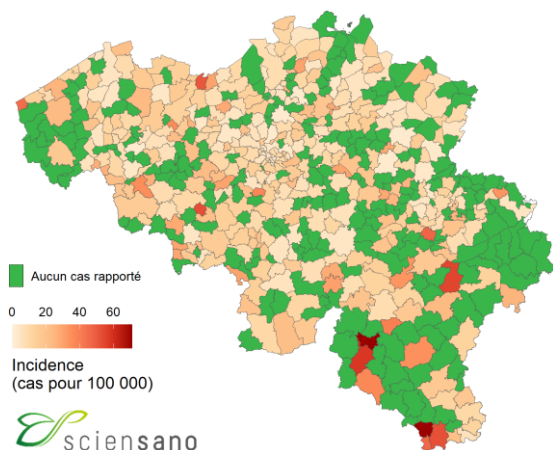 Aucun cas rapporté
0 20 40 60
Incidence
(cas pour 100 000)
sciensano